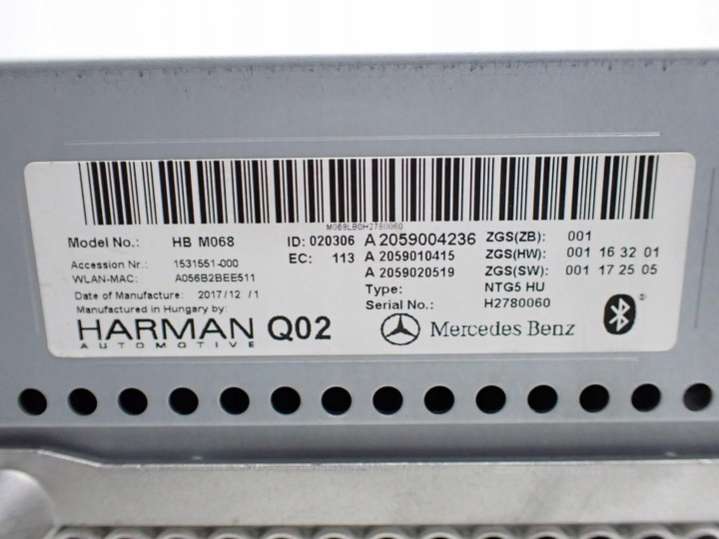 M068LB0H2780060
Model No.: HB M068 ID: 020306 A 2059004236 ZGS(ZB): 001
EC: 113 A 2059010415 ZGS(HW): 001 16 32 01
Accession Nr.: 1531551-000 A 2059020519 ZGS(SW): 001 17 25 05
WLAN-MAC: A056B2BEE511 Type: NTG5 HU
Date of Manufacture: 2017/12 /1 Serial No.: H2780060
Manufactured in Hungary by:
HARMAN Q02 Mercedes Benz
AUTOMOTIVE